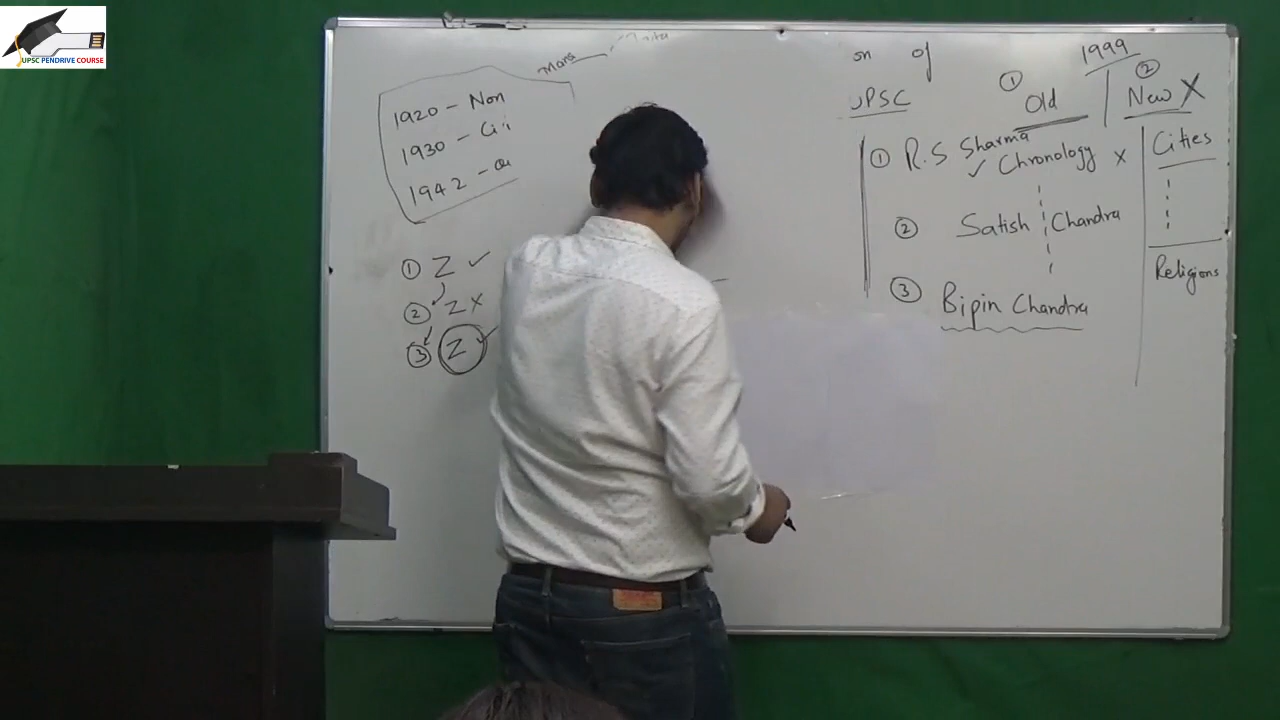 UPSC PENDRIVE COURSE
1920 - Non
1930 -
1942 -
① Z ✓
② Z X
③ Z ✓
on of
UPSC
1999
① Old
② New X
① R.S Sharma
✓ Chronology X
② Satish Chandra
③ Bipin Chandra
Cities
Religions